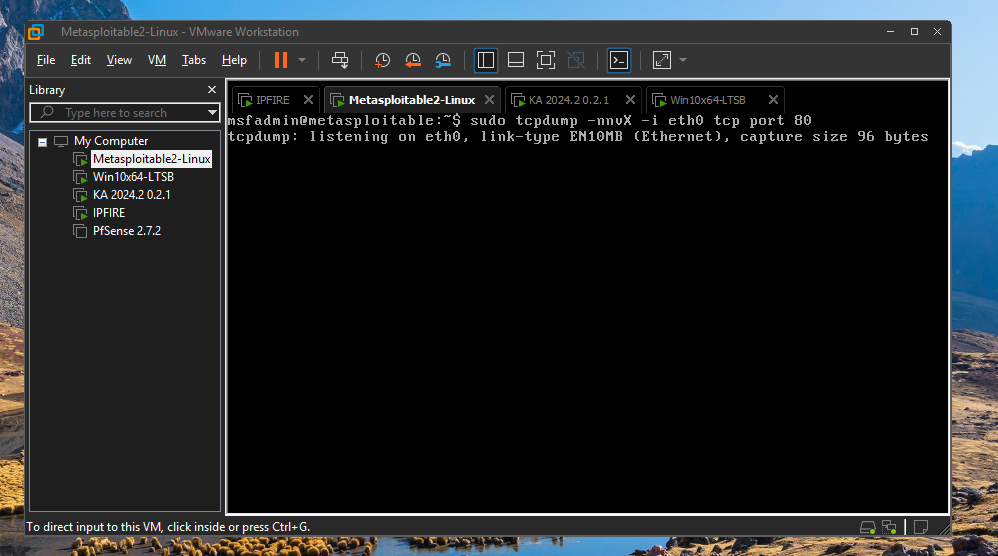 Metasploitable2-Linux - VMware Workstation
File Edit View VM Tabs Help
Library
Type here to search
My Computer
Metasploitable2-Linux
Win10x64-LTSB
KA 2024.2 0.2.1
IPFIRE
PfSense 2.7.2
IPFIRE Metasploitable2-Linux KA 2024.2 0.2.1 Win10x64-LTSB
msfadmin@metasploitable:~$ sudo tcpdump -nnvX -i eth0 tcp port 80
tcpdump: listening on eth0, link-type EN10MB (Ethernet), capture size 96 bytes
To direct input to this VM, click inside or press Ctrl+G.